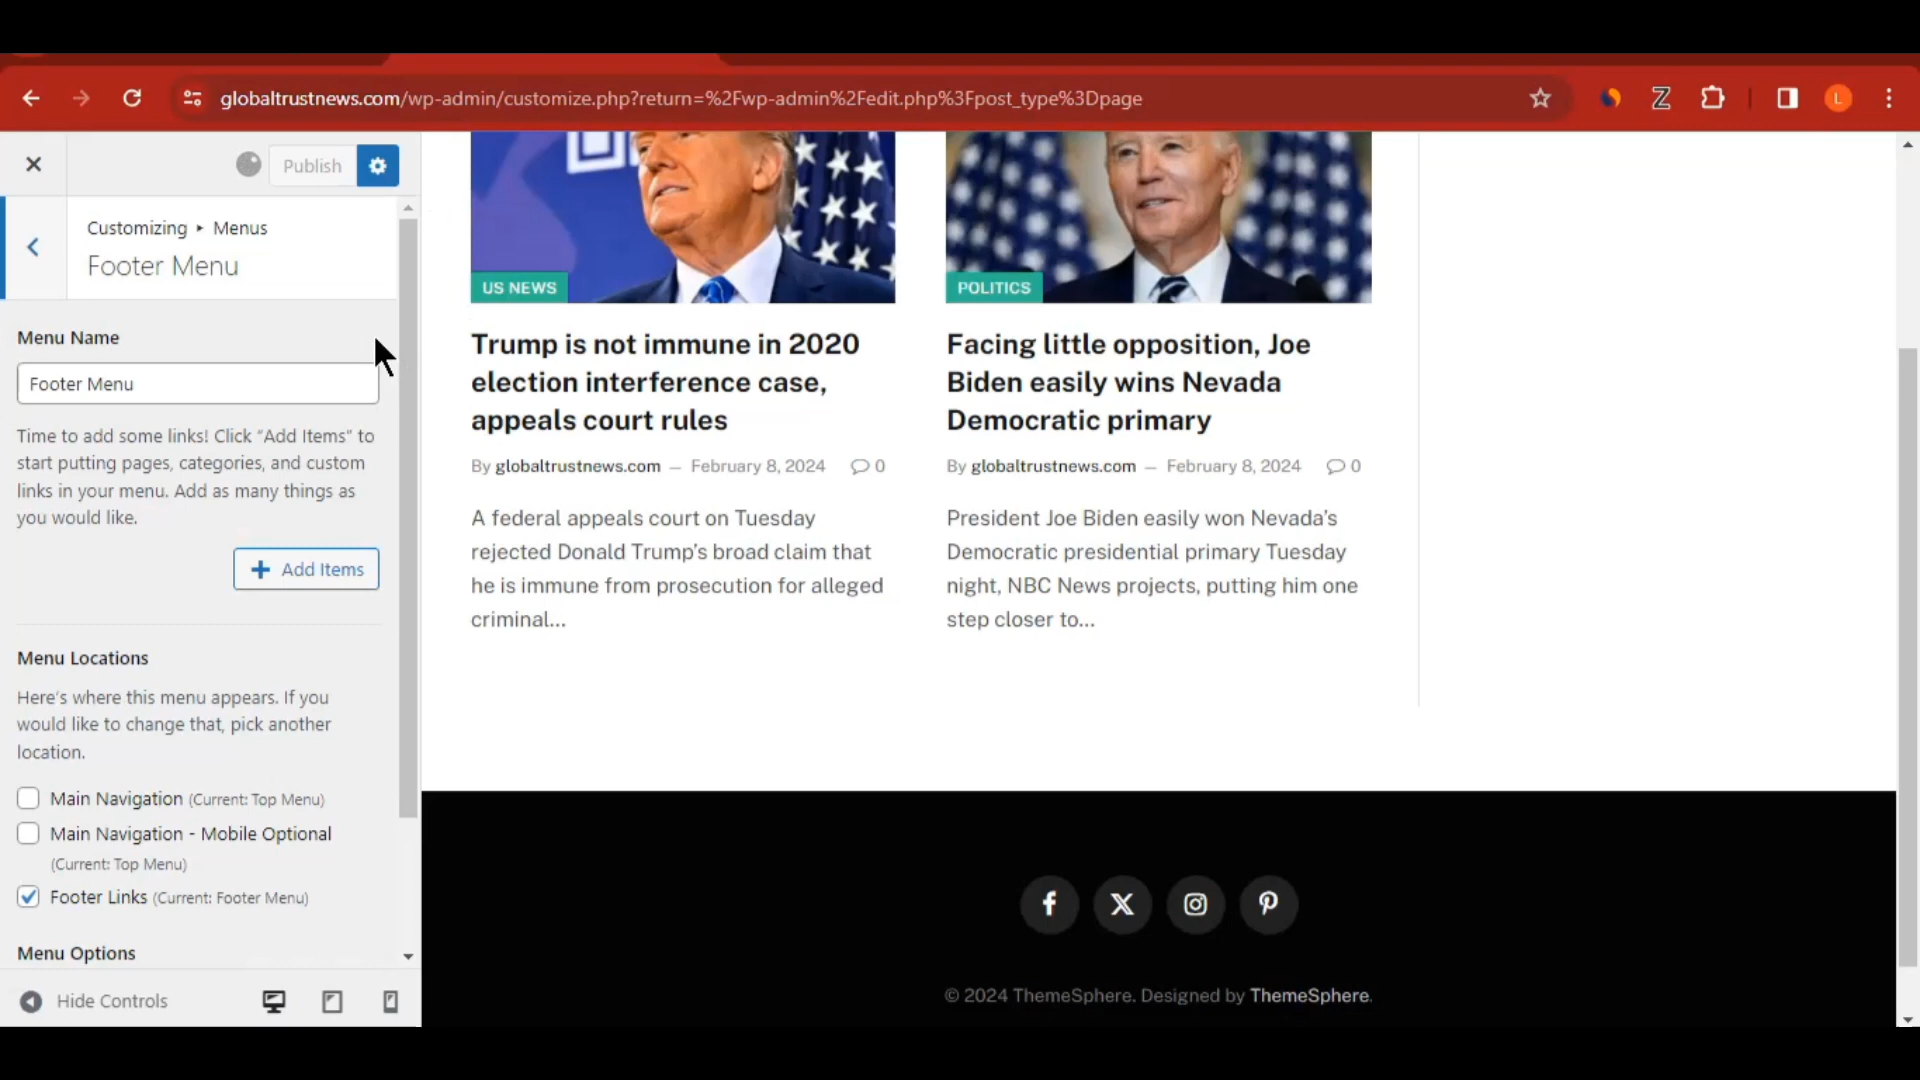 globaltrustnews.com/wp-admin/customize.php?return=%2Fwp-admin%2Fedit.php%3Fpost_type%3Dpage
Z
L
Publish
Customizing ▸ Menus
Footer Menu
Menu Name
Footer Menu
Time to add some links! Click “Add Items” to
start putting pages, categories, and custom
links in your menu. Add as many things as
you would like.
+ Add Items
Menu Locations
Here’s where this menu appears. If you
would like to change that, pick another
location.
Main Navigation (Current: Top Menu)
Main Navigation - Mobile Optional
(Current: Top Menu)
Footer Links (Current: Footer Menu)
Menu Options
Hide Controls
US NEWS
Trump is not immune in 2020
election interference case,
appeals court rules
By globaltrustnews.com — February 8, 2024 0
A federal appeals court on Tuesday
rejected Donald Trump’s broad claim that
he is immune from prosecution for alleged
criminal...
POLITICS
Facing little opposition, Joe
Biden easily wins Nevada
Democratic primary
By globaltrustnews.com — February 8, 2024 0
President Joe Biden easily won Nevada’s
Democratic presidential primary Tuesday
night, NBC News projects, putting him one
step closer to...
© 2024 ThemeSphere. Designed by ThemeSphere.